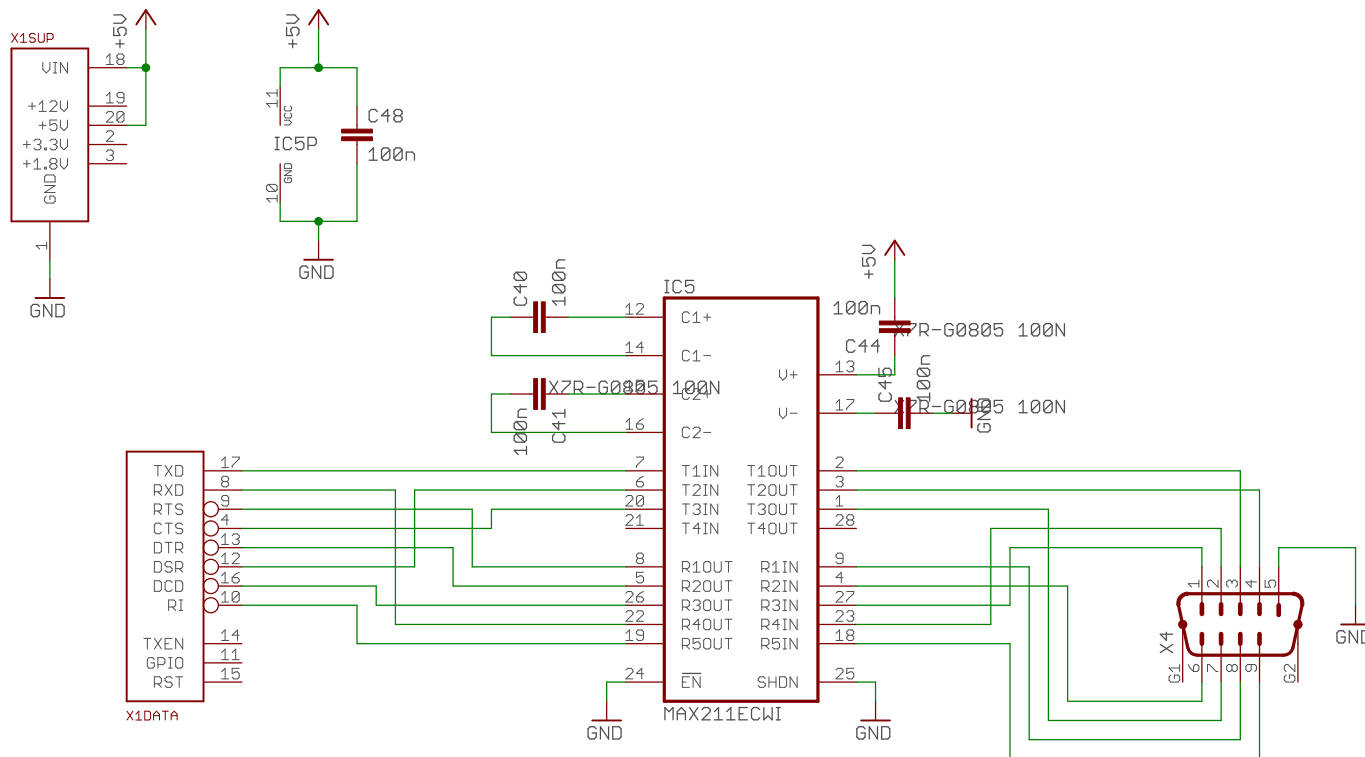 X1SUP
VIN 18
+12V 19
+5V 20
+3.3V 2
+1.8V 3
GND
1
GND
+5V
+5V
11
VCC
IC5P
GND
10
C48
100n
GND
IC5
C40
100n
12 C1+
14 C1-
X7R-G0805 100N
C2+
100n
C41
16 C2-
+5V
100n
X7R-G0805 100N
C44
V+ 13
C45
100n
V- 17
X7R-G0805 100N
GND
TXD 17
RXD 8
RTS 9
CTS 4
DTR 13
DSR 12
DCD 16
RI 10
TXEN 14
GPIO 11
RST 15
X1DATA
7 T1IN T1OUT 2
6 T2IN T2OUT 3
20 T3IN T3OUT 1
21 T4IN T4OUT 28
8 R1OUT R1IN 9
5 R2OUT R2IN 4
26 R3OUT R3IN 27
22 R4OUT R4IN 23
19 R5OUT R5IN 18
24 EN SHDN 25
MAX211ECWI
GND
GND
1 2 3 4 5
X4
G1 6 7 8 9 G2
GND